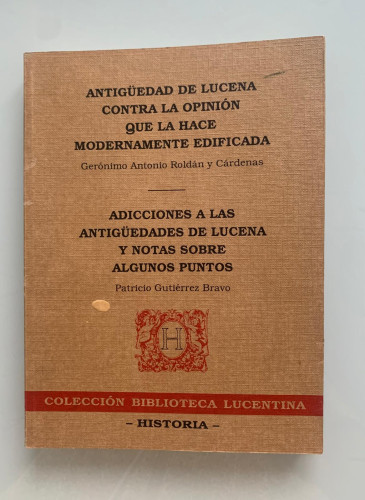 ANTIGÜEDAD DE LUCENA
CONTRA LA OPINIÓN
QUE LA HACE
MODERNAMENTE EDIFICADA
Gerónimo Antonio Roldán y Cárdenas
ADICCIONES A LAS
ANTIGÜEDADES DE LUCENA
Y NOTAS SOBRE
ALGUNOS PUNTOS
Patricio Gutiérrez Bravo
H
COLECCIÓN BIBLIOTECA LUCENTINA
– HISTORIA –